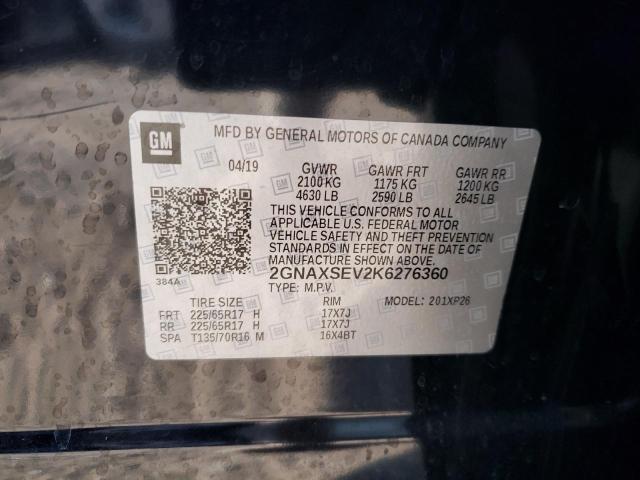 GM
MFD BY GENERAL MOTORS OF CANADA COMPANY
04/19 GVWR GAWR FRT GAWR RR
2100 KG 1175 KG 1200 KG
4630 LB 2590 LB 2645 LB
THIS VEHICLE CONFORMS TO ALL
APPLICABLE U.S. FEDERAL MOTOR
VEHICLE SAFETY AND THEFT PREVENTION
STANDARDS IN EFFECT ON THE DATE OF
MANUFACTURE SHOWN ABOVE.
384A 2GNAXSEV2K6276360
TYPE: M.P.V.
TIRE SIZE RIM MODEL: 201XP26
FRT 225/65R17 H 17X7J
RR 225/65R17 H 17X7J
SPA T135/70R16 M 16X4BT